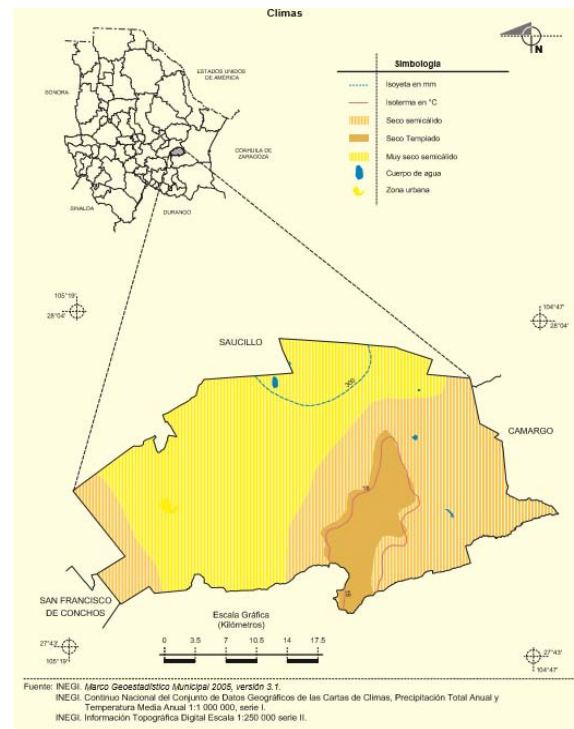 Climas
N
Simbología
Isoyeta en mm
Isoterma en °C
Seco semicálido
Seco Templado
Muy seco semicálido
Cuerpo de agua
Zona urbana
ESTADOS UNIDOS
DE AMERICA
SONORA
COAHUILA DE
ZARAGOZA
SINALOA
DURANGO
105°19'
28°04'
104°47'
28°04'
SAUCILLO
300
CAMARGO
18
18
SAN FRANCISCO
DE CONCHOS
Escala Gráfica
(Kilómetros)
0 3.5 7 10.5 14 17.5
27°43'
105°19'
27°43'
104°47'
Fuente: INEGI. Marco Geoestadístico Municipal 2005, versión 3.1.
INEGI. Continuo Nacional del Conjunto de Datos Geográficos de las Cartas de Climas, Precipitación Total Anual y
Temperatura Media Anual 1:1 000 000, serie I.
INEGI. Información Topográfica Digital Escala 1:250 000 serie II.